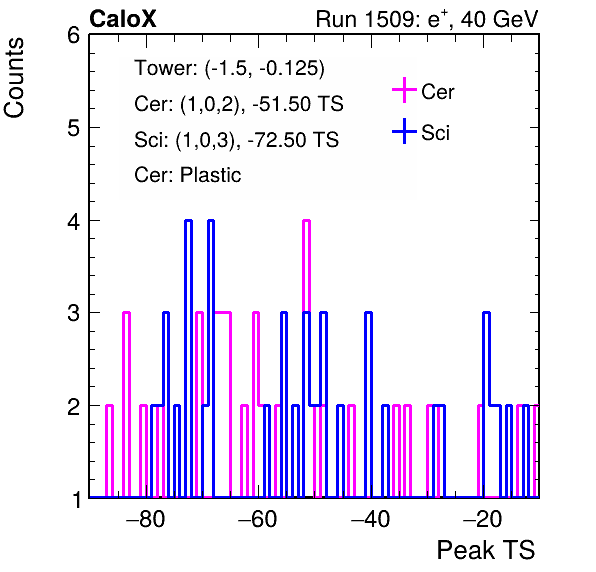 CaloX Run 1509: e⁺, 40 GeV
Counts
6
5
4
3
2
1
Tower: (-1.5, -0.125)
Cer: (1,0,2), -51.50 TS
Sci: (1,0,3), -72.50 TS
Cer: Plastic
Cer
Sci
−80 −60 −40 −20
Peak TS